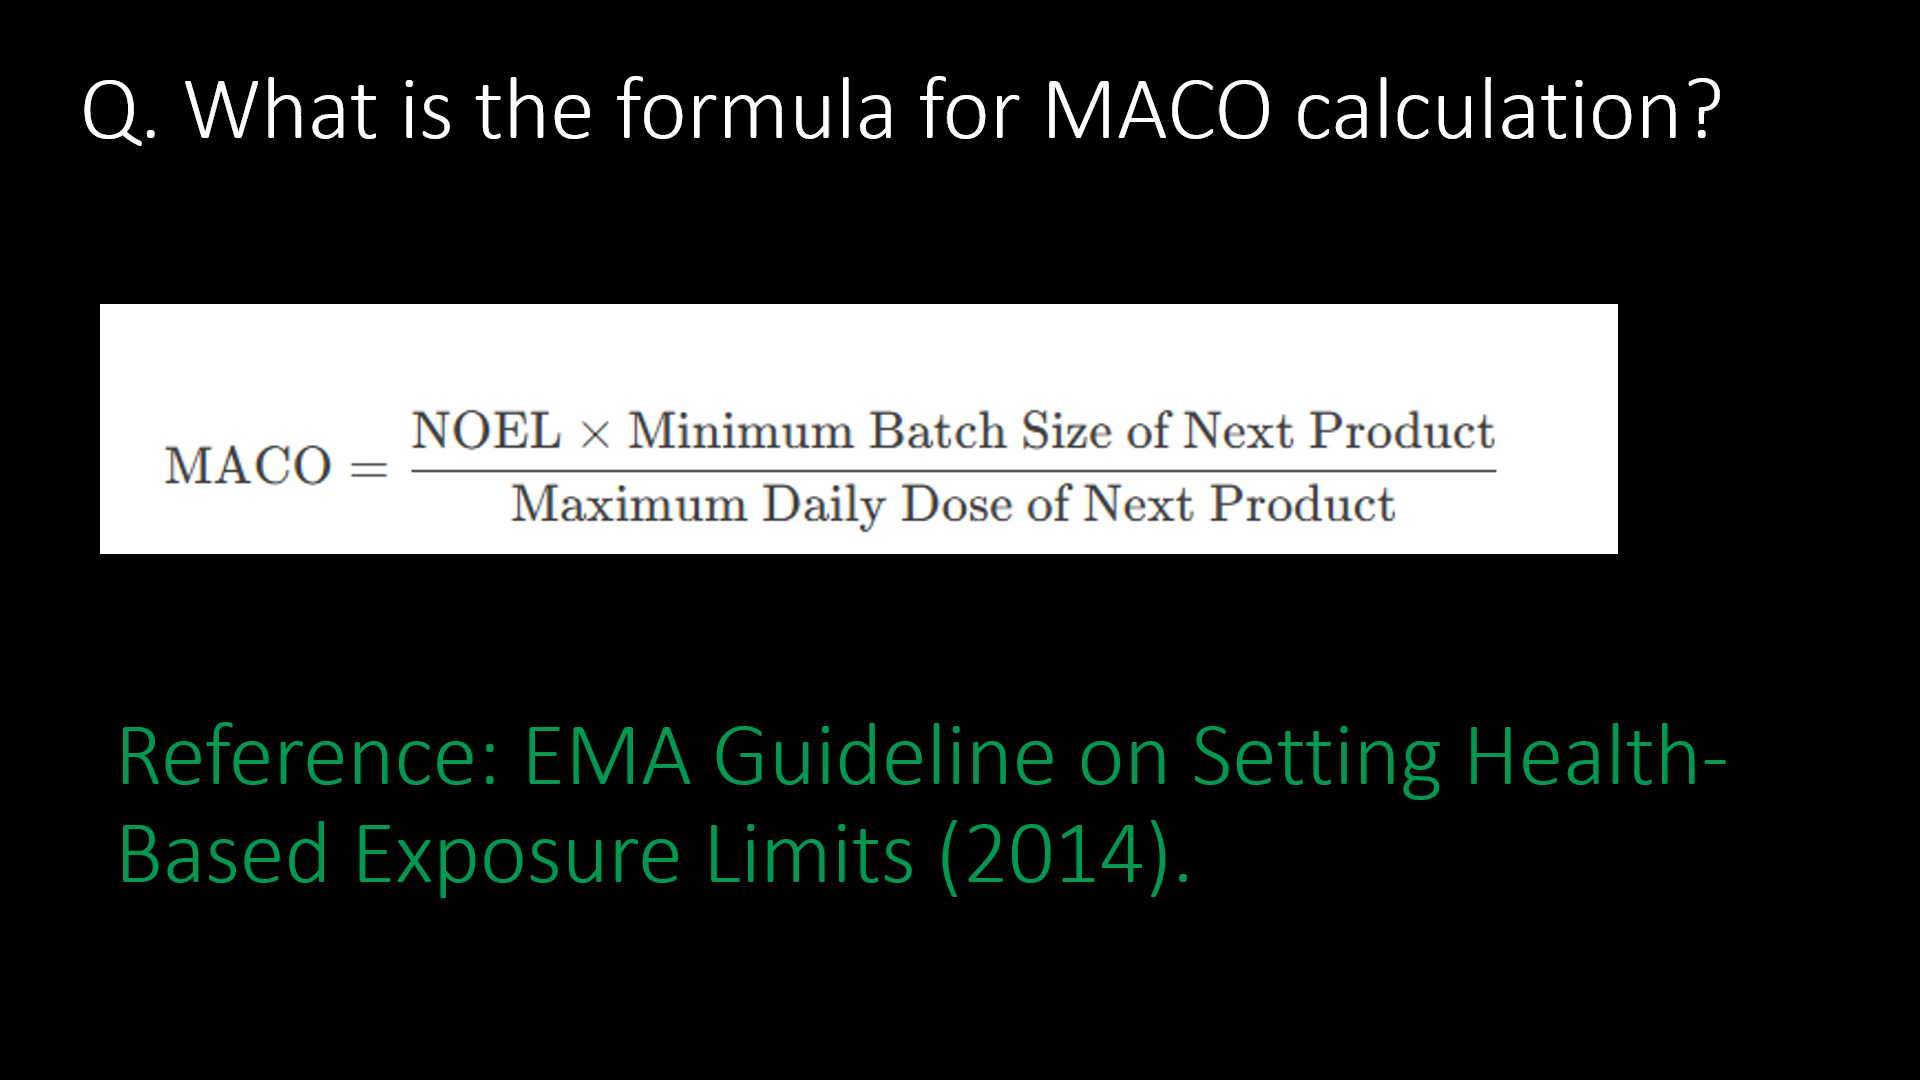 Q. What is the formula for MACO calculation?
MACO = NOEL × Minimum Batch Size of Next Product
Maximum Daily Dose of Next Product
Reference: EMA Guideline on Setting Health-
Based Exposure Limits (2014).